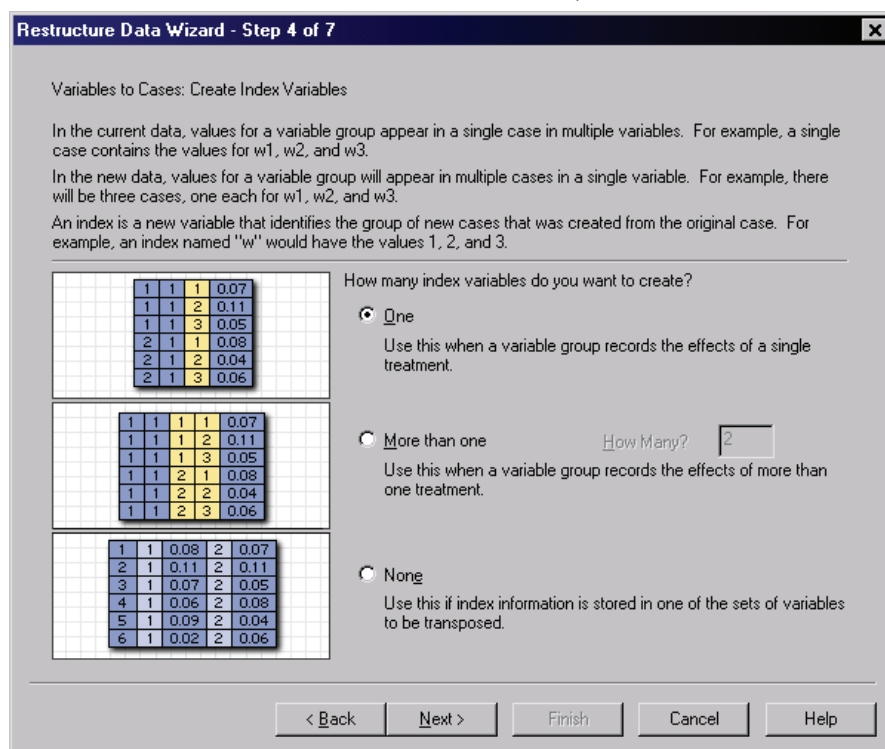 Restructure Data Wizard - Step 4 of 7
Variables to Cases: Create Index Variables
In the current data, values for a variable group appear in a single case in multiple variables. For example, a single
case contains the values for w1, w2, and w3.
In the new data, values for a variable group will appear in multiple cases in a single variable. For example, there
will be three cases, one each for w1, w2, and w3.
An index is a new variable that identifies the group of new cases that was created from the original case. For
example, an index named "w" would have the values 1, 2, and 3.
How many index variables do you want to create?
1 1 1 0.07
1 1 2 0.11
1 1 3 0.05
2 1 1 0.08
2 1 2 0.04
2 1 3 0.06
One
Use this when a variable group records the effects of a single
treatment.
1 1 1 1 0.07
1 1 1 2 0.11
1 1 1 3 0.05
1 1 2 1 0.08
1 1 2 2 0.04
1 1 2 3 0.06
More than one How Many? 2
Use this when a variable group records the effects of more than
one treatment.
1 1 0.08 2 0.07
2 1 0.11 2 0.11
3 1 0.07 2 0.05
4 1 0.06 2 0.08
5 1 0.09 2 0.04
6 1 0.02 2 0.06
None
Use this if index information is stored in one of the sets of variables
to be transposed.
< Back Next > Finish Cancel Help